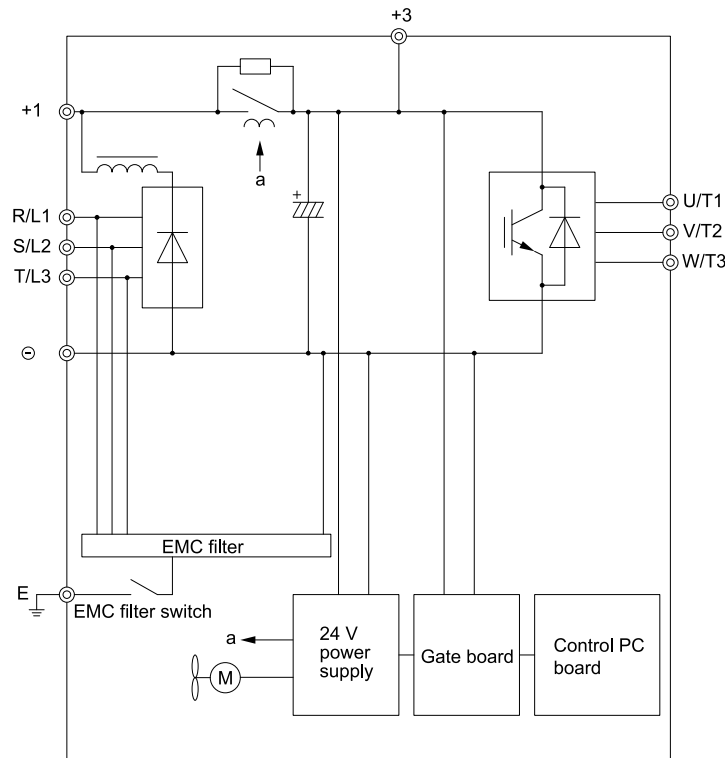 +3
+1
a
+
R/L1
S/L2
T/L3
U/T1
V/T2
W/T3
⊖
EMC filter
E
EMC filter switch
a
M
24 V
power
supply
Gate board
Control PC
board